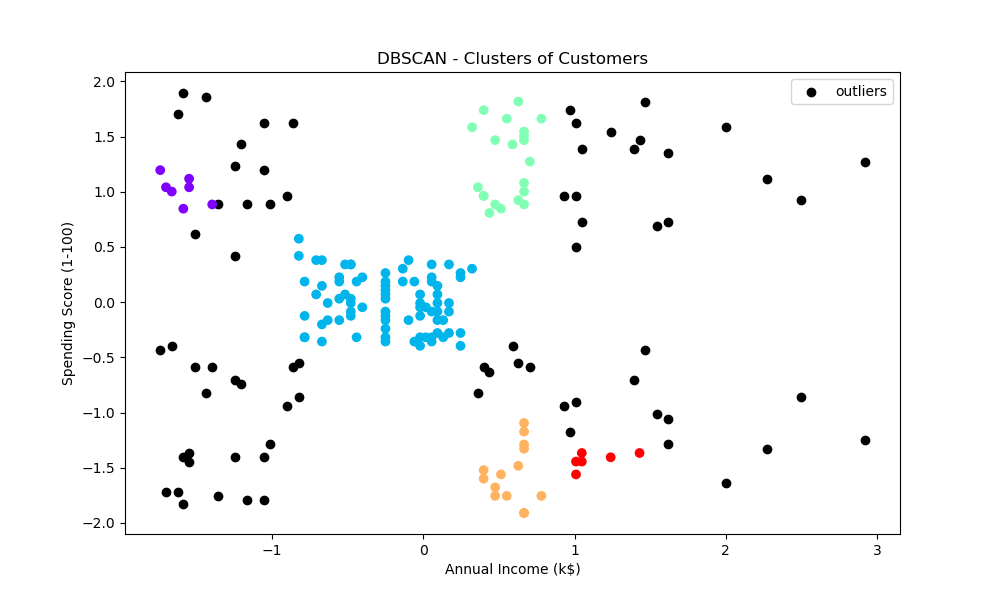 DBSCAN - Clusters of Customers
outliers
2.0
1.5
1.0
0.5
0.0
−0.5
−1.0
−1.5
−2.0
Spending Score (1-100)
−1 0 1 2 3
Annual Income (k$)